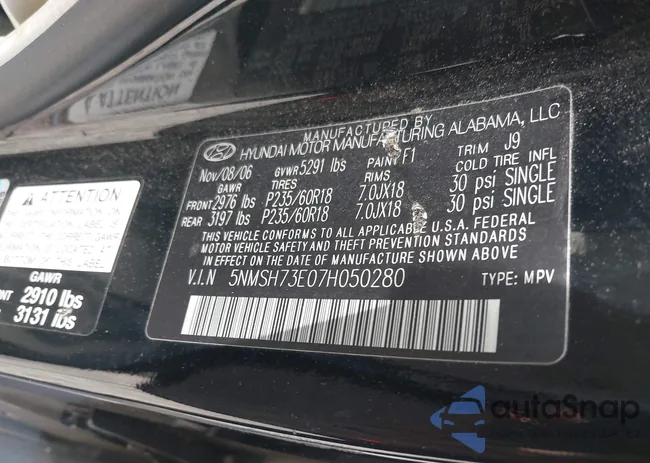 MANUFACTURED BY
HYUNDAI MOTOR MANUFACTURING ALABAMA, LLC
Nov/08/06 GVWR 5291 lbs PAINT F1 TRIM J9
GAWR TIRES RIMS COLD TIRE INFL
FRONT 2976 lbs P235/60R18 7.0JX18 30 psi SINGLE
REAR 3197 lbs P235/60R18 7.0JX18 30 psi SINGLE
THIS VEHICLE CONFORMS TO ALL APPLICABLE U.S.A. FEDERAL
MOTOR VEHICLE SAFETY AND THEFT PREVENTION STANDARDS
IN EFFECT ON THE DATE OF MANUFACTURE SHOWN ABOVE
V.I.N 5NMSH73E07H050280 TYPE: MPV
ATTENTION
GAWR
2910 lbs
3131 lbs
autoSnap